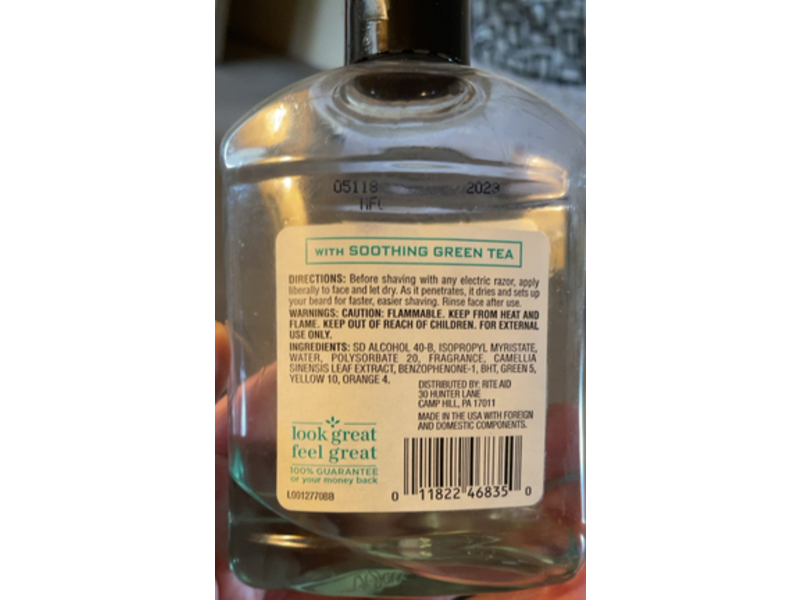 05118 2023
MFG
WITH SOOTHING GREEN TEA
DIRECTIONS: Before shaving with any electric razor, apply
liberally to face and let dry. As it penetrates, it dries and sets up
your beard for faster, easier shaving. Rinse face after use.
WARNINGS: CAUTION: FLAMMABLE. KEEP FROM HEAT AND
FLAME. KEEP OUT OF REACH OF CHILDREN. FOR EXTERNAL
USE ONLY.
INGREDIENTS: SD ALCOHOL 40-B, ISOPROPYL MYRISTATE,
WATER, POLYSORBATE 20, FRAGRANCE, CAMELLIA
SINENSIS LEAF EXTRACT, BENZOPHENONE-1, BHT, GREEN 5,
YELLOW 10, ORANGE 4.
DISTRIBUTED BY: RITE AID
30 HUNTER LANE
CAMP HILL, PA 17011
MADE IN THE USA WITH FOREIGN
AND DOMESTIC COMPONENTS.
look great
feel great
100% GUARANTEE
or your money back
L0012770BB
0 11822 46835 0